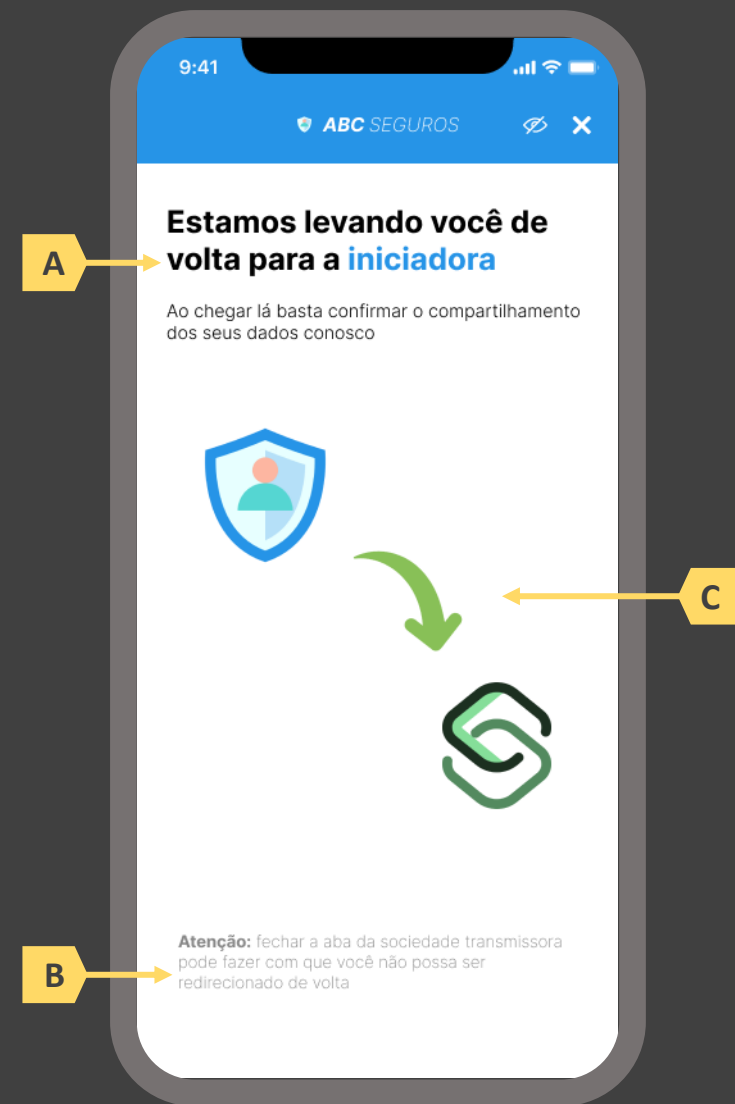 9:41
ABC SEGUROS
Estamos levando você de
volta para a iniciadora
A
Ao chegar lá basta confirmar o compartilhamento
dos seus dados conosco
C
Atenção: fechar a aba da sociedade transmissora
pode fazer com que você não possa ser
redirecionado de volta
B